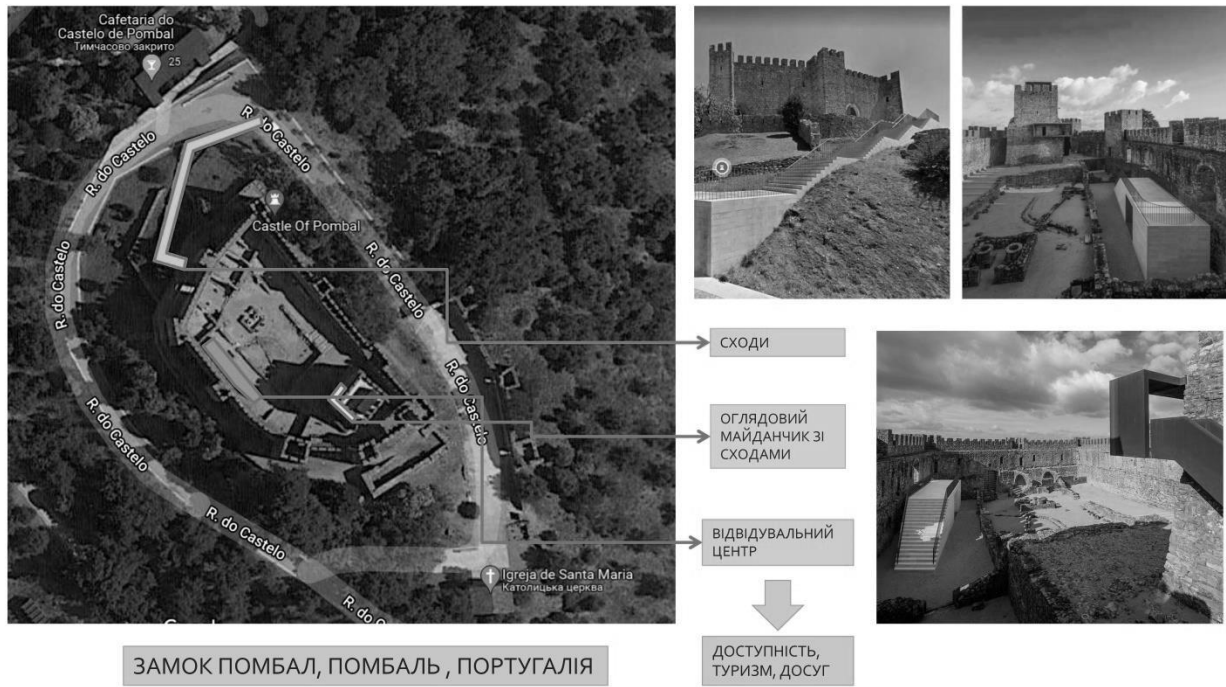 Cafetaria do
Castelo de Pombal
Тимчасово закрито
25
R. do Castelo
R. do Castelo
Castle Of Pombal
R. do Castelo
R. do Castelo
R. do Castelo
R. do Castelo
R. do Castelo
Igreja de Santa Maria
Католицька церква
СХОДИ
ОГЛЯДОВИЙ
МАЙДАНЧИК ЗІ
СХОДАМИ
ВІДВІДУВАЛЬНИЙ
ЦЕНТР
ДОСТУПНІСТЬ,
ТУРИЗМ, ДОСУГ
ЗАМОК ПОМБАЛ, ПОМБАЛЬ , ПОРТУГАЛІЯ